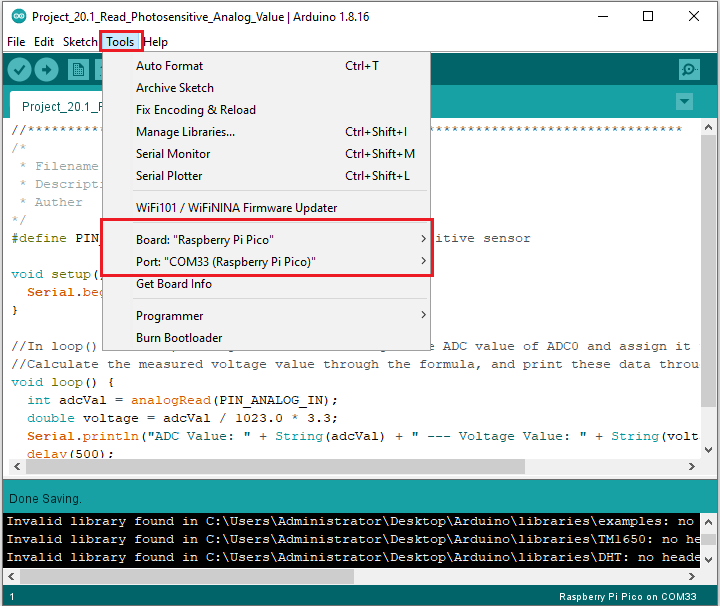 Project_20.1_Read_Photosensitive_Analog_Value | Arduino 1.8.16
File Edit Sketch Tools Help
Project_20.1_R
Auto Format Ctrl+T
Archive Sketch
Fix Encoding & Reload
Manage Libraries... Ctrl+Shift+I
Serial Monitor Ctrl+Shift+M
Serial Plotter Ctrl+Shift+L
WiFi101 / WiFiNINA Firmware Updater
Board: "Raspberry Pi Pico"
Port: "COM33 (Raspberry Pi Pico)"
Get Board Info
Programmer
Burn Bootloader
/*
* Filename
* Descripti
* Auther
*/
#define PIN_ itive sensor
void setup(
Serial.beg
}
//In loop() e ADC value of ADC0 and assign it
//Calculate the measured voltage value through the formula, and print these data throu
void loop() {
int adcVal = analogRead(PIN_ANALOG_IN);
double voltage = adcVal / 1023.0 * 3.3;
Serial.println("ADC Value: " + String(adcVal) + " --- Voltage Value: " + String(volt
delay(500);
Done Saving.
Invalid library found in C:\Users\Administrator\Desktop\Arduino\libraries\examples: no
Invalid library found in C:\Users\Administrator\Desktop\Arduino\libraries\TM1650: no he
Invalid library found in C:\Users\Administrator\Desktop\Arduino\libraries\DHT: no heade
1 Raspberry Pi Pico on COM33